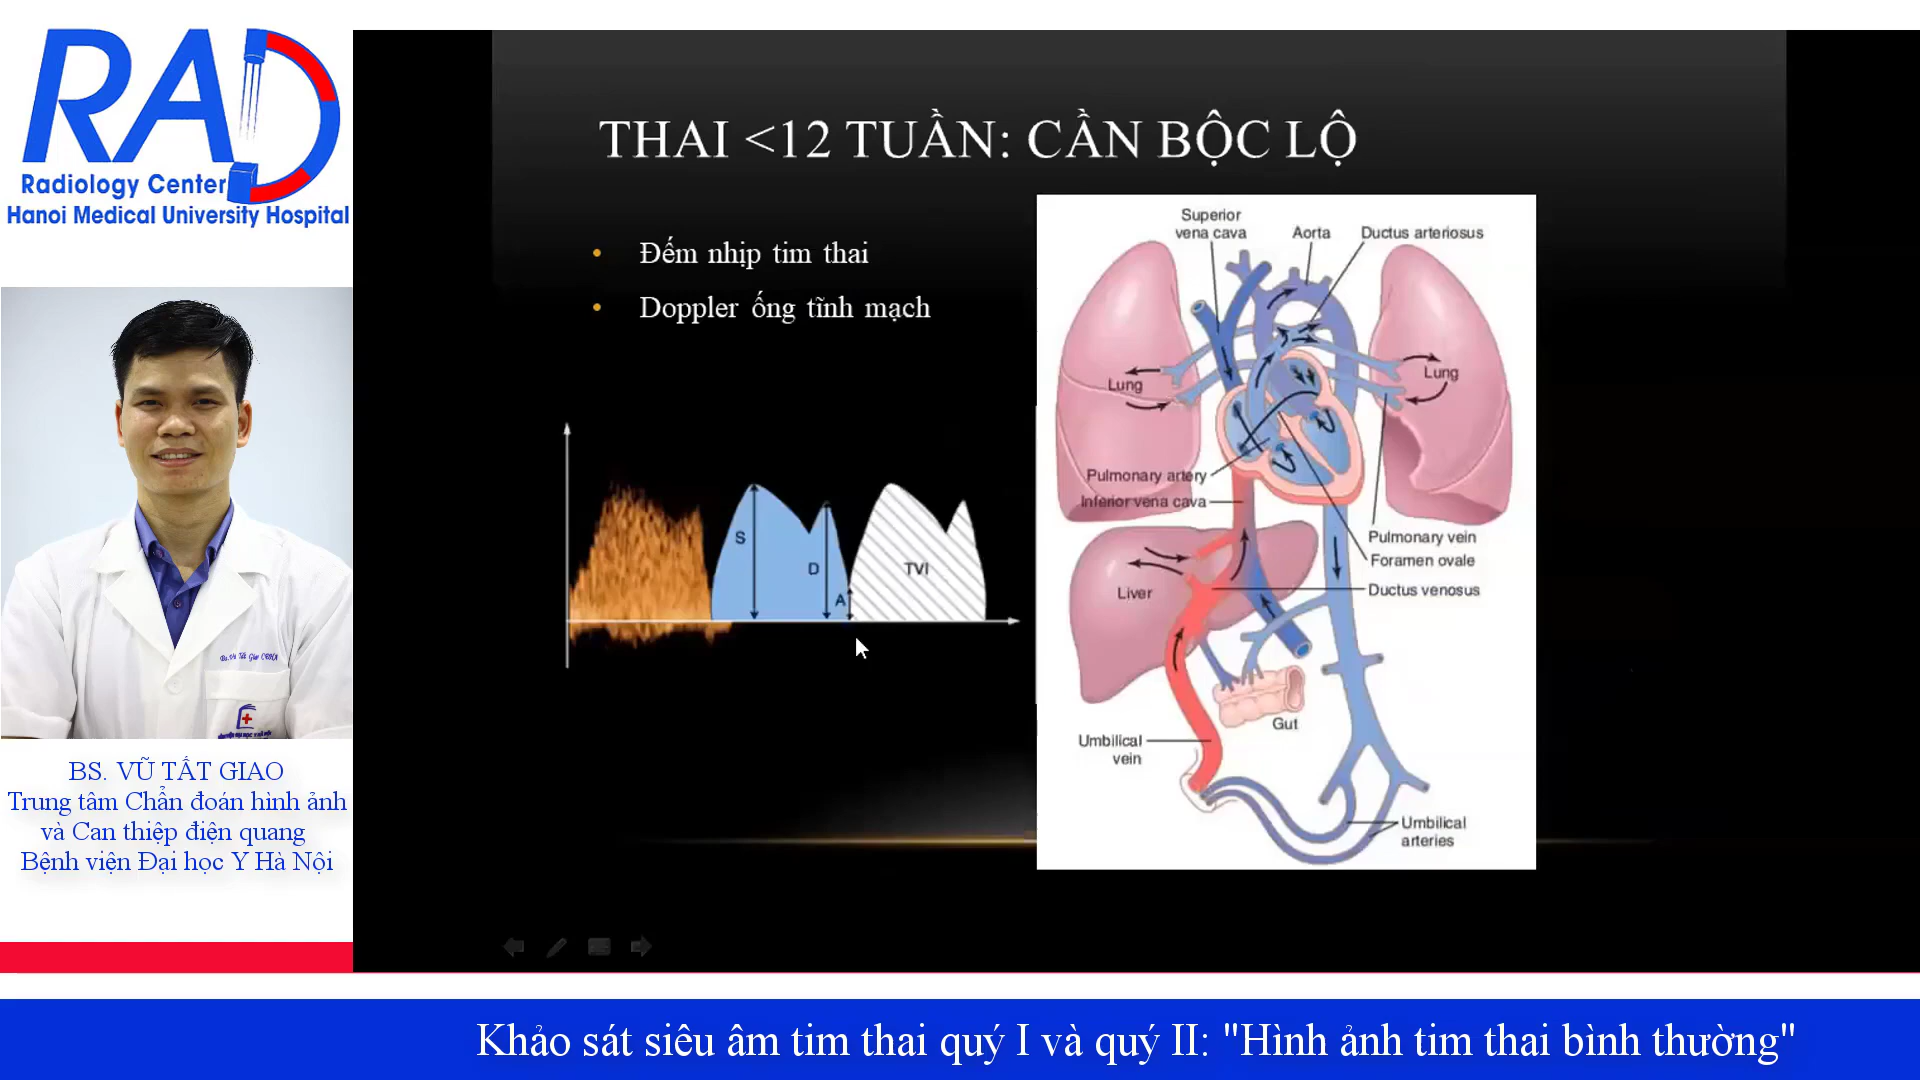 RAD
Radiology Center
Hanoi Medical University Hospital
BS. VŨ TẤT GIAO
Trung tâm Chẩn đoán hình ảnh
và Can thiệp điện quang
Bệnh viện Đại học Y Hà Nội
THAI <12 TUẦN: CẦN BỘC LỘ
• Đếm nhịp tim thai
• Doppler ống tĩnh mạch
S
D
A
TVI
Superior
vena cava
Aorta
Ductus arteriosus
Lung
Lung
Pulmonary artery
Inferior vena cava
Pulmonary vein
Foramen ovale
Ductus venosus
Liver
Gut
Umbilical
vein
Umbilical
arteries
Khảo sát siêu âm tim thai quý I và quý II: "Hình ảnh tim thai bình thường"